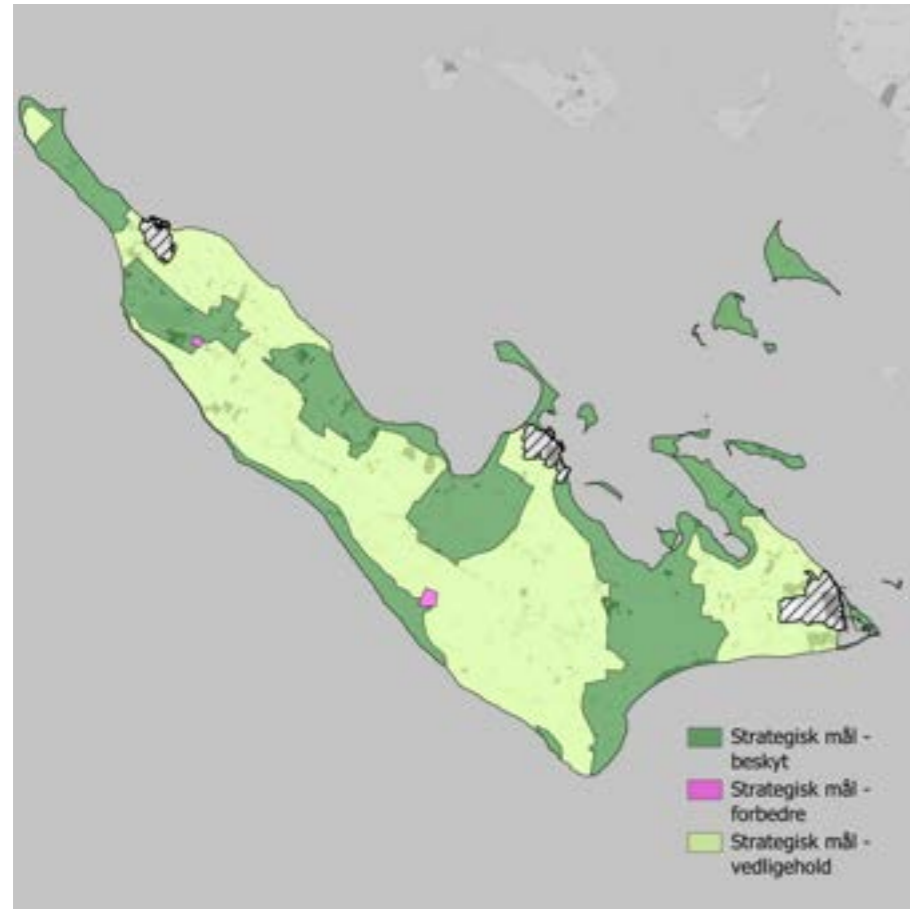 Strategisk mål -
beskyt
Strategisk mål -
forbedre
Strategisk mål -
vedligehold